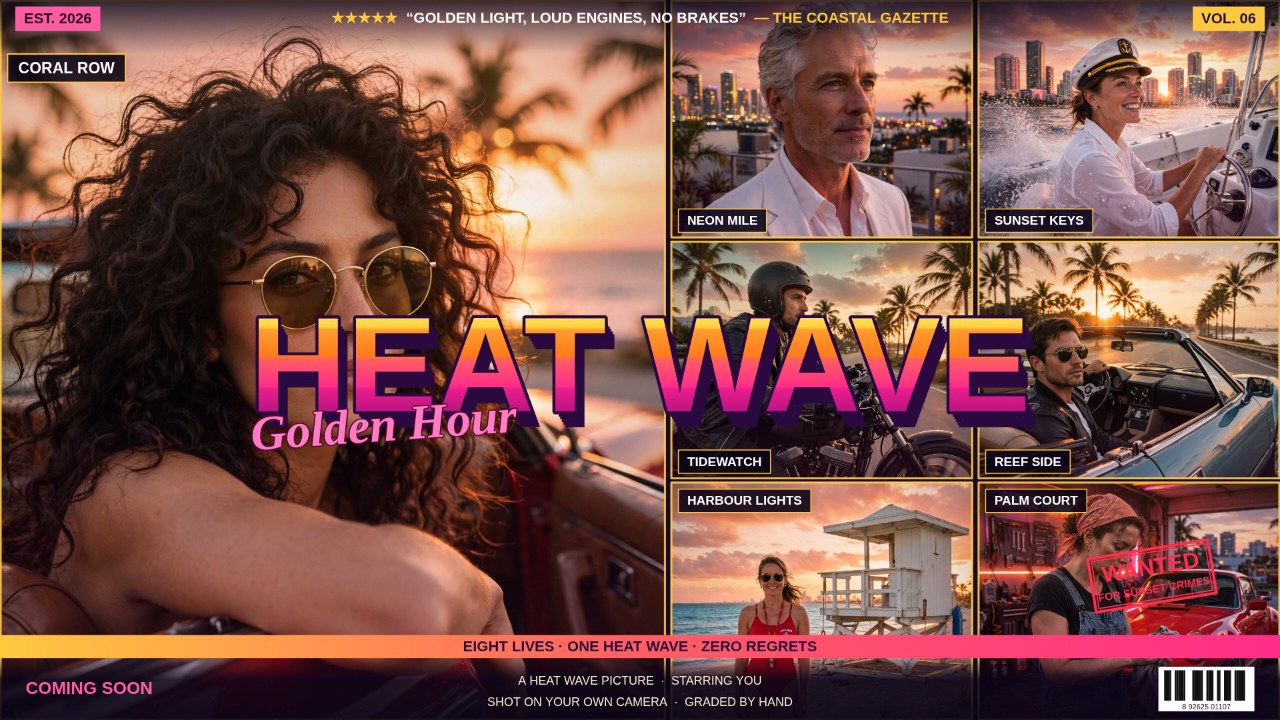 EST. 2026
★★★★★ “GOLDEN LIGHT, LOUD ENGINES, NO BRAKES” — THE COASTAL GAZETTE
VOL. 06
CORAL ROW
NEON MILE
SUNSET KEYS
HEAT WAVE
Golden Hour
TIDEWATCH
REEF SIDE
HARBOUR LIGHTS
PALM COURT
WANTED
FOR SUNSET CRIMES
EIGHT LIVES · ONE HEAT WAVE · ZERO REGRETS
COMING SOON
A HEAT WAVE PICTURE · STARRING YOU
SHOT ON YOUR OWN CAMERA · GRADED BY HAND
8 92625 01107